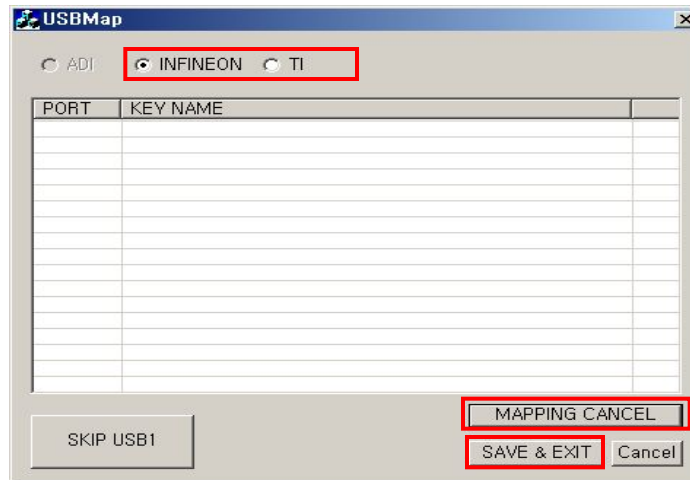 USBMap
ADI INFINEON TI
PORT KEY NAME
MAPPING CANCEL
SKIP USB1
SAVE & EXIT Cancel